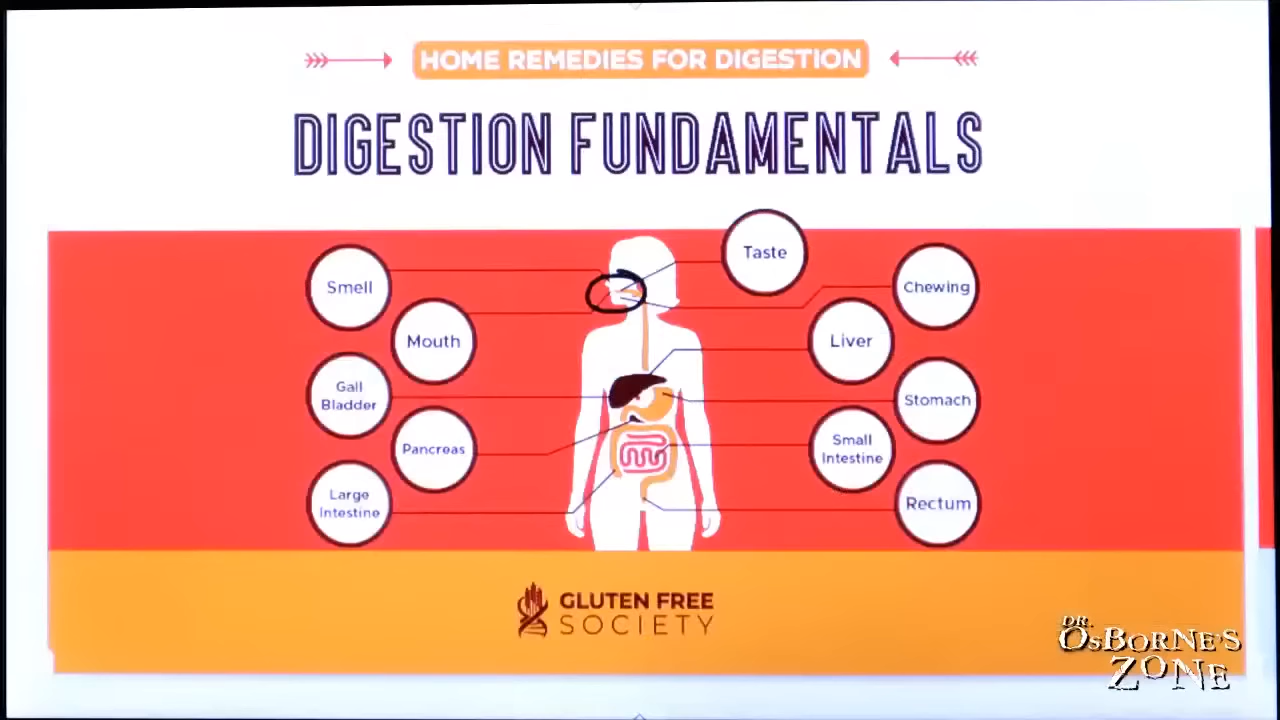 HOME REMEDIES FOR DIGESTION
DIGESTION FUNDAMENTALS
Taste
Smell
Chewing
Mouth
Liver
Gall
Bladder
Stomach
Pancreas
Small
Intestine
Large
Intestine
Rectum
GLUTEN FREE
SOCIETY
DR.
OSBORNE'S
ZONE